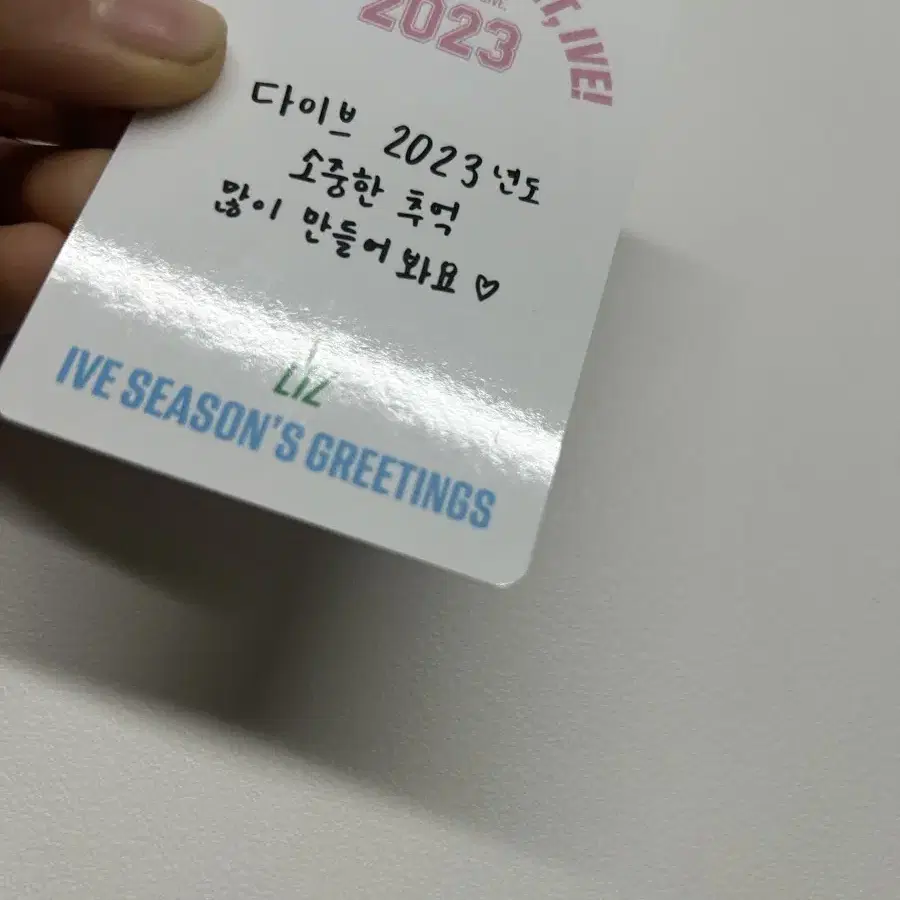 IVE!
2023
다이브 2023년도
소중한 추억
많이 만들어 봐요 ♡
LIZ
IVE SEASON'S GREETINGS